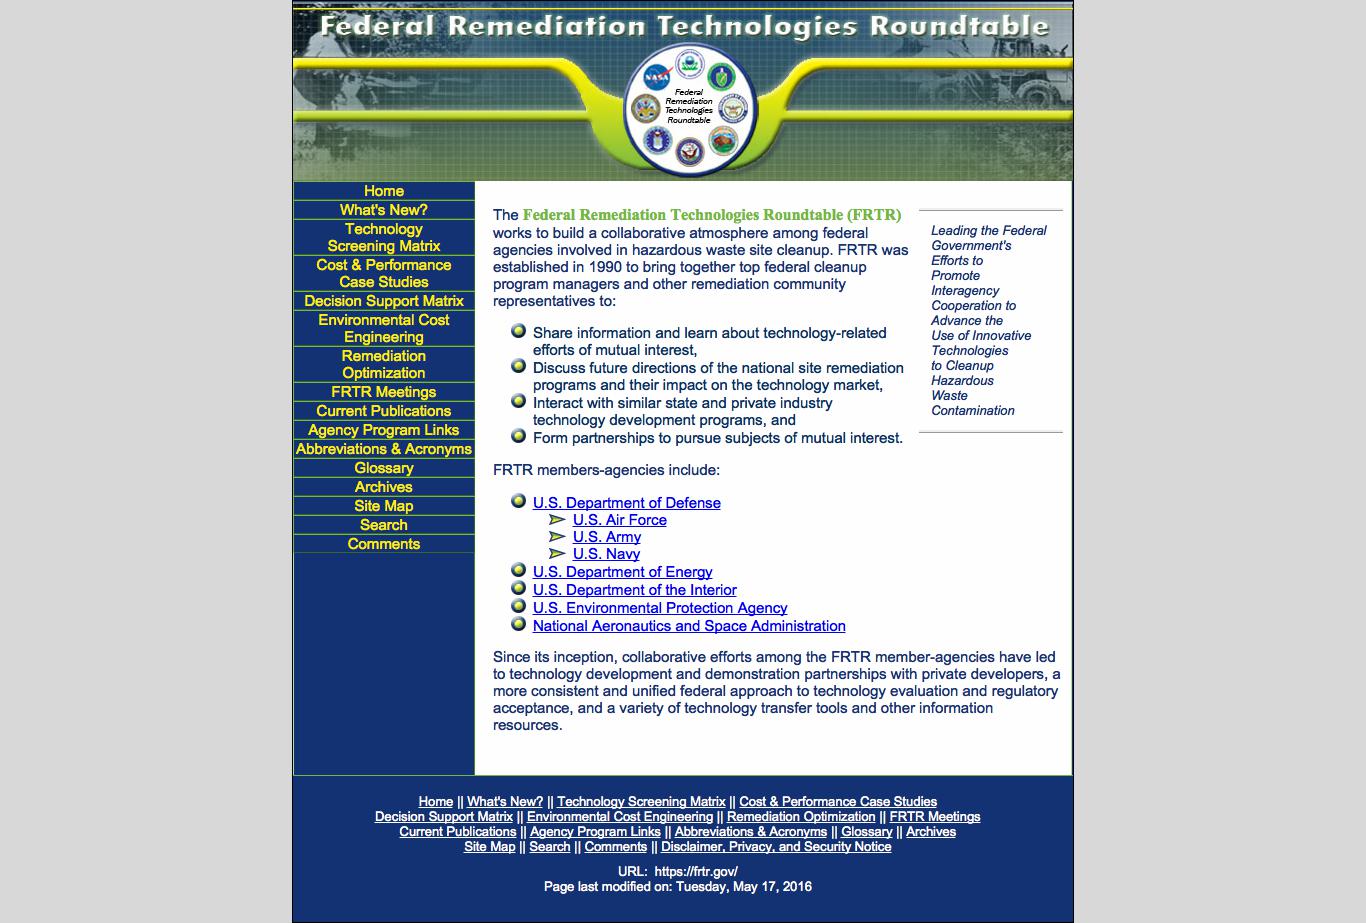 Federal Remediation Technologies Roundtable
NASA
Federal
Remediation
Technologies
Roundtable
Home
What's New?
Technology
Screening Matrix
Cost & Performance
Case Studies
Decision Support Matrix
Environmental Cost
Engineering
Remediation
Optimization
FRTR Meetings
Current Publications
Agency Program Links
Abbreviations & Acronyms
Glossary
Archives
Site Map
Search
Comments
The Federal Remediation Technologies Roundtable (FRTR)
works to build a collaborative atmosphere among federal
agencies involved in hazardous waste site cleanup. FRTR was
established in 1990 to bring together top federal cleanup
program managers and other remediation community
representatives to:
Share information and learn about technology-related
efforts of mutual interest,
Discuss future directions of the national site remediation
programs and their impact on the technology market,
Interact with similar state and private industry
technology development programs, and
Form partnerships to pursue subjects of mutual interest.
Leading the Federal
Government's
Efforts to
Promote
Interagency
Cooperation to
Advance the
Use of Innovative
Technologies
to Cleanup
Hazardous
Waste
Contamination
FRTR members-agencies include:
U.S. Department of Defense
U.S. Air Force
U.S. Army
U.S. Navy
U.S. Department of Energy
U.S. Department of the Interior
U.S. Environmental Protection Agency
National Aeronautics and Space Administration
Since its inception, collaborative efforts among the FRTR member-agencies have led
to technology development and demonstration partnerships with private developers, a
more consistent and unified federal approach to technology evaluation and regulatory
acceptance, and a variety of technology transfer tools and other information
resources.
Home || What's New? || Technology Screening Matrix || Cost & Performance Case Studies
Decision Support Matrix || Environmental Cost Engineering || Remediation Optimization || FRTR Meetings
Current Publications || Agency Program Links || Abbreviations & Acronyms || Glossary || Archives
Site Map || Search || Comments || Disclaimer, Privacy, and Security Notice
URL: https://frtr.gov/
Page last modified on: Tuesday, May 17, 2016